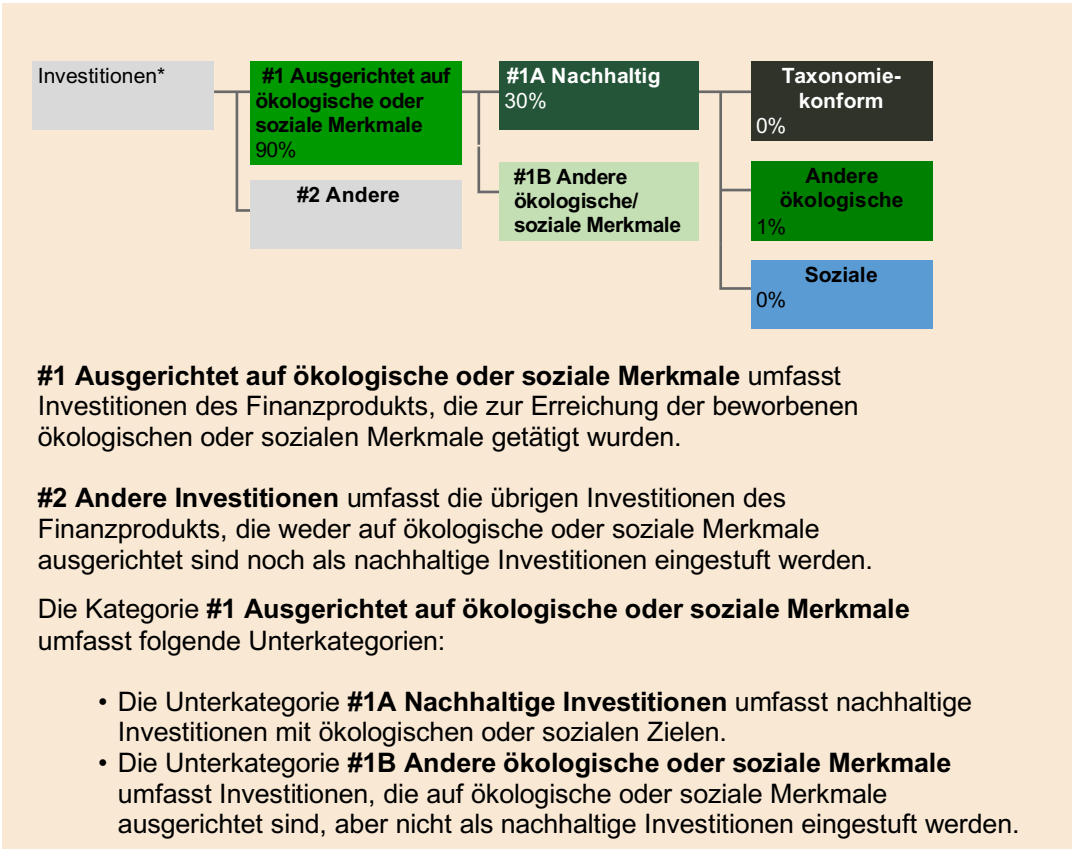 Investitionen*
#1 Ausgerichtet auf
ökologische oder
soziale Merkmale
90%
#2 Andere
#1A Nachhaltig
30%
#1B Andere
ökologische/
soziale Merkmale
Taxonomie-
konform
0%
Andere
ökologische
1%
Soziale
0%
#1 Ausgerichtet auf ökologische oder soziale Merkmale umfasst
Investitionen des Finanzprodukts, die zur Erreichung der beworbenen
ökologischen oder sozialen Merkmale getätigt wurden.
#2 Andere Investitionen umfasst die übrigen Investitionen des
Finanzprodukts, die weder auf ökologische oder soziale Merkmale
ausgerichtet sind noch als nachhaltige Investitionen eingestuft werden.
Die Kategorie #1 Ausgerichtet auf ökologische oder soziale Merkmale
umfasst folgende Unterkategorien:
• Die Unterkategorie #1A Nachhaltige Investitionen umfasst nachhaltige
Investitionen mit ökologischen oder sozialen Zielen.
• Die Unterkategorie #1B Andere ökologische oder soziale Merkmale
umfasst Investitionen, die auf ökologische oder soziale Merkmale
ausgerichtet sind, aber nicht als nachhaltige Investitionen eingestuft werden.